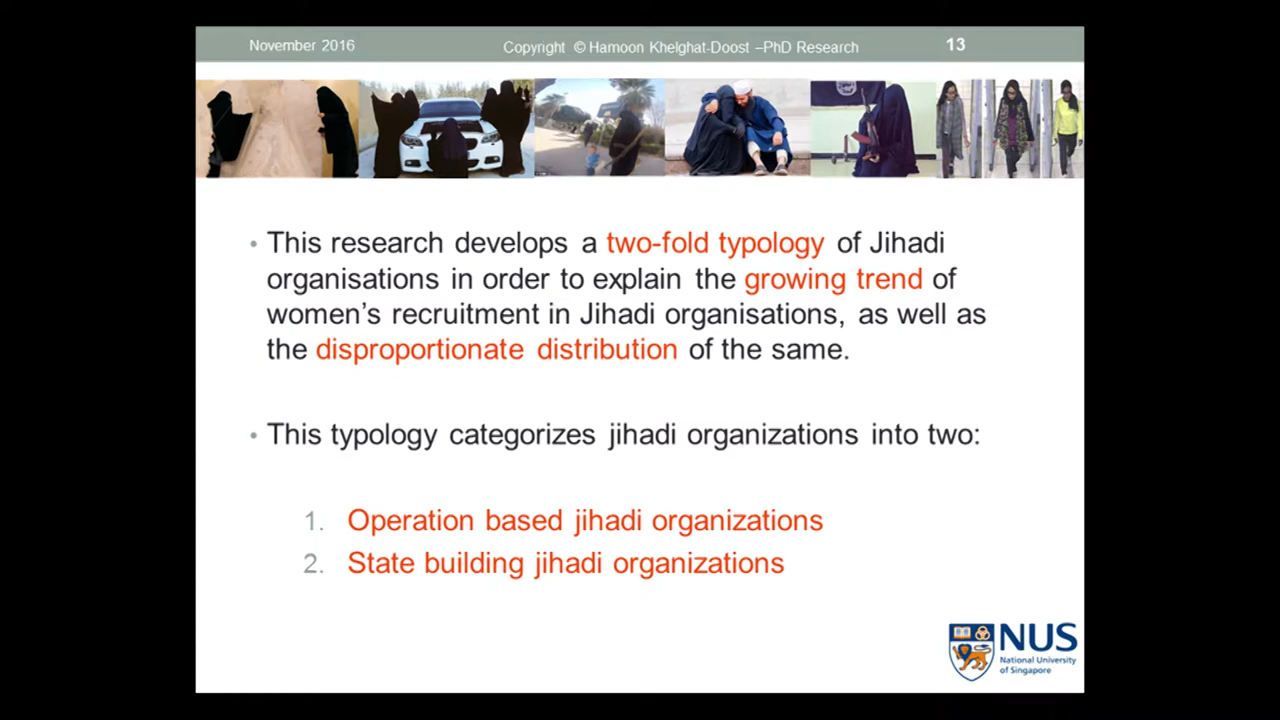 November 2016
Copyright © Hamoon Khelghat-Doost –PhD Research
13
• This research develops a two-fold typology of Jihadi
organisations in order to explain the growing trend of
women’s recruitment in Jihadi organisations, as well as
the disproportionate distribution of the same.
• This typology categorizes jihadi organizations into two:
1. Operation based jihadi organizations
2. State building jihadi organizations
NUS
National University
of Singapore